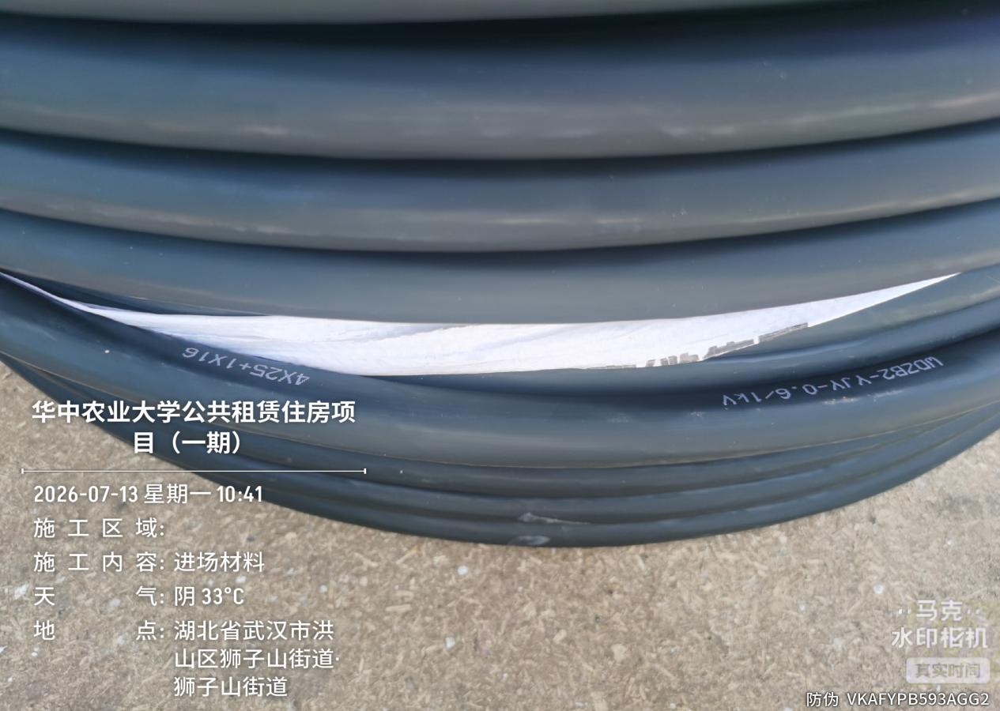 WDZB2-YJY-0.6/1kV
4X25+1X16
华中农业大学公共租赁住房项
目（一期）
2026-07-13 星期一 10:41
施工区域:
施工内容: 进场材料
天气: 阴 33°C
地点: 湖北省武汉市洪
山区狮子山街道·
狮子山街道
马克
水印相机
真实时间
防伪 VKAFYPB593AGG2